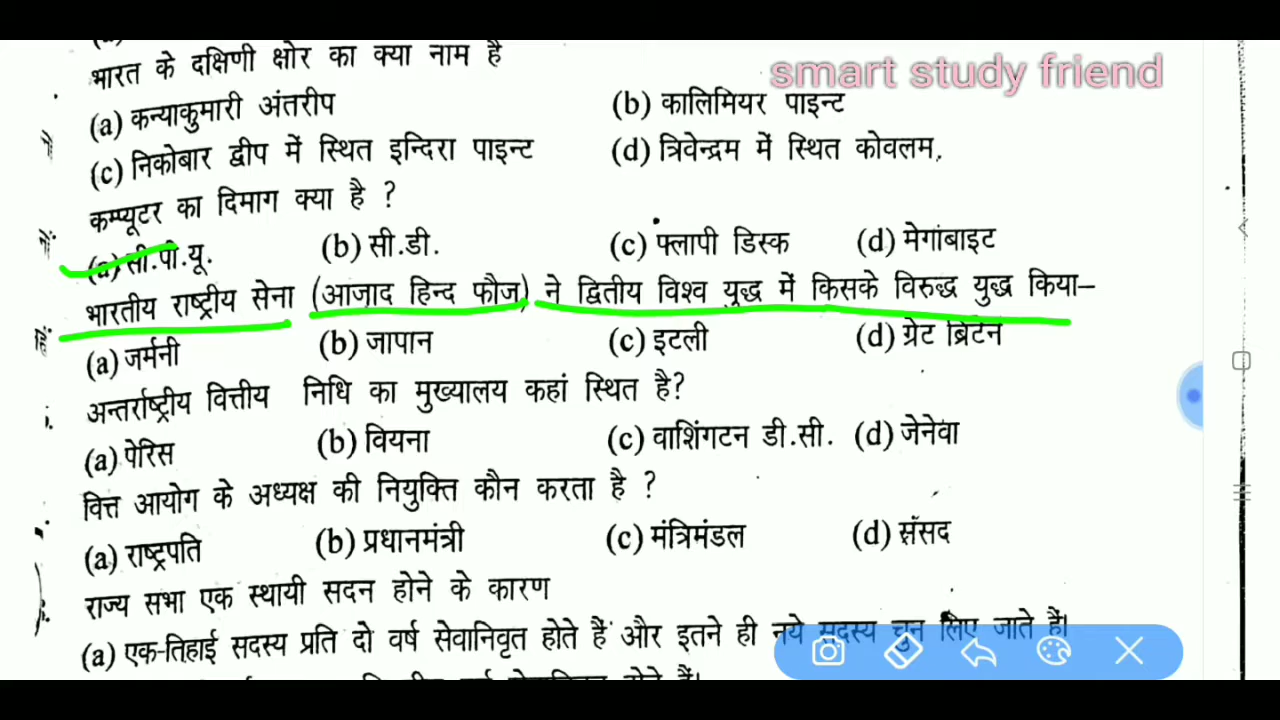 smart study friend
भारत के दक्षिणी क्षोर का क्या नाम है
(a) कन्याकुमारी अंतरीप (b) कालिमियर पाइन्ट
(c) निकोबार द्वीप में स्थित इन्दिरा पाइन्ट (d) त्रिवेन्द्रम में स्थित कोवलम.
कम्प्यूटर का दिमाग क्या है ?
(a) सी.पी.यू. (b) सी.डी. (c) फ्लापी डिस्क (d) मेगांबाइट
भारतीय राष्ट्रीय सेना (आज़ाद हिन्द फौज) ने द्वितीय विश्व युद्ध में किसके विरुद्ध युद्ध किया–
(a) जर्मनी (b) जापान (c) इटली (d) ग्रेट ब्रिटेन
अन्तर्राष्ट्रीय वित्तीय निधि का मुख्यालय कहां स्थित है?
(a) पेरिस (b) वियना (c) वाशिंगटन डी.सी. (d) जेनेवा
वित्त आयोग के अध्यक्ष की नियुक्ति कौन करता है ?
(a) राष्ट्रपति (b) प्रधानमंत्री (c) मंत्रिमंडल (d) संसद
राज्य सभा एक स्थायी सदन होने के कारण
(a) एक-तिहाई सदस्य प्रति दो वर्ष सेवानिवृत होते हैं और इतने ही नये सदस्य चुन लिए जाते हैं।